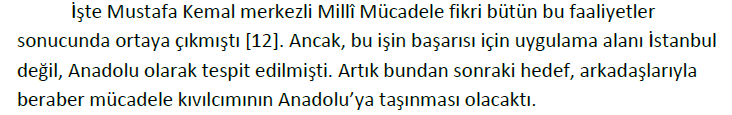 İşte Mustafa Kemal merkezli Millî Mücadele fikri bütün bu faaliyetler
sonucunda ortaya çıkmıştı [12]. Ancak, bu işin başarısı için uygulama alanı İstanbul
değil, Anadolu olarak tespit edilmişti. Artık bundan sonraki hedef, arkadaşlarıyla
beraber mücadele kıvılcımının Anadolu’ya taşınması olacaktı.